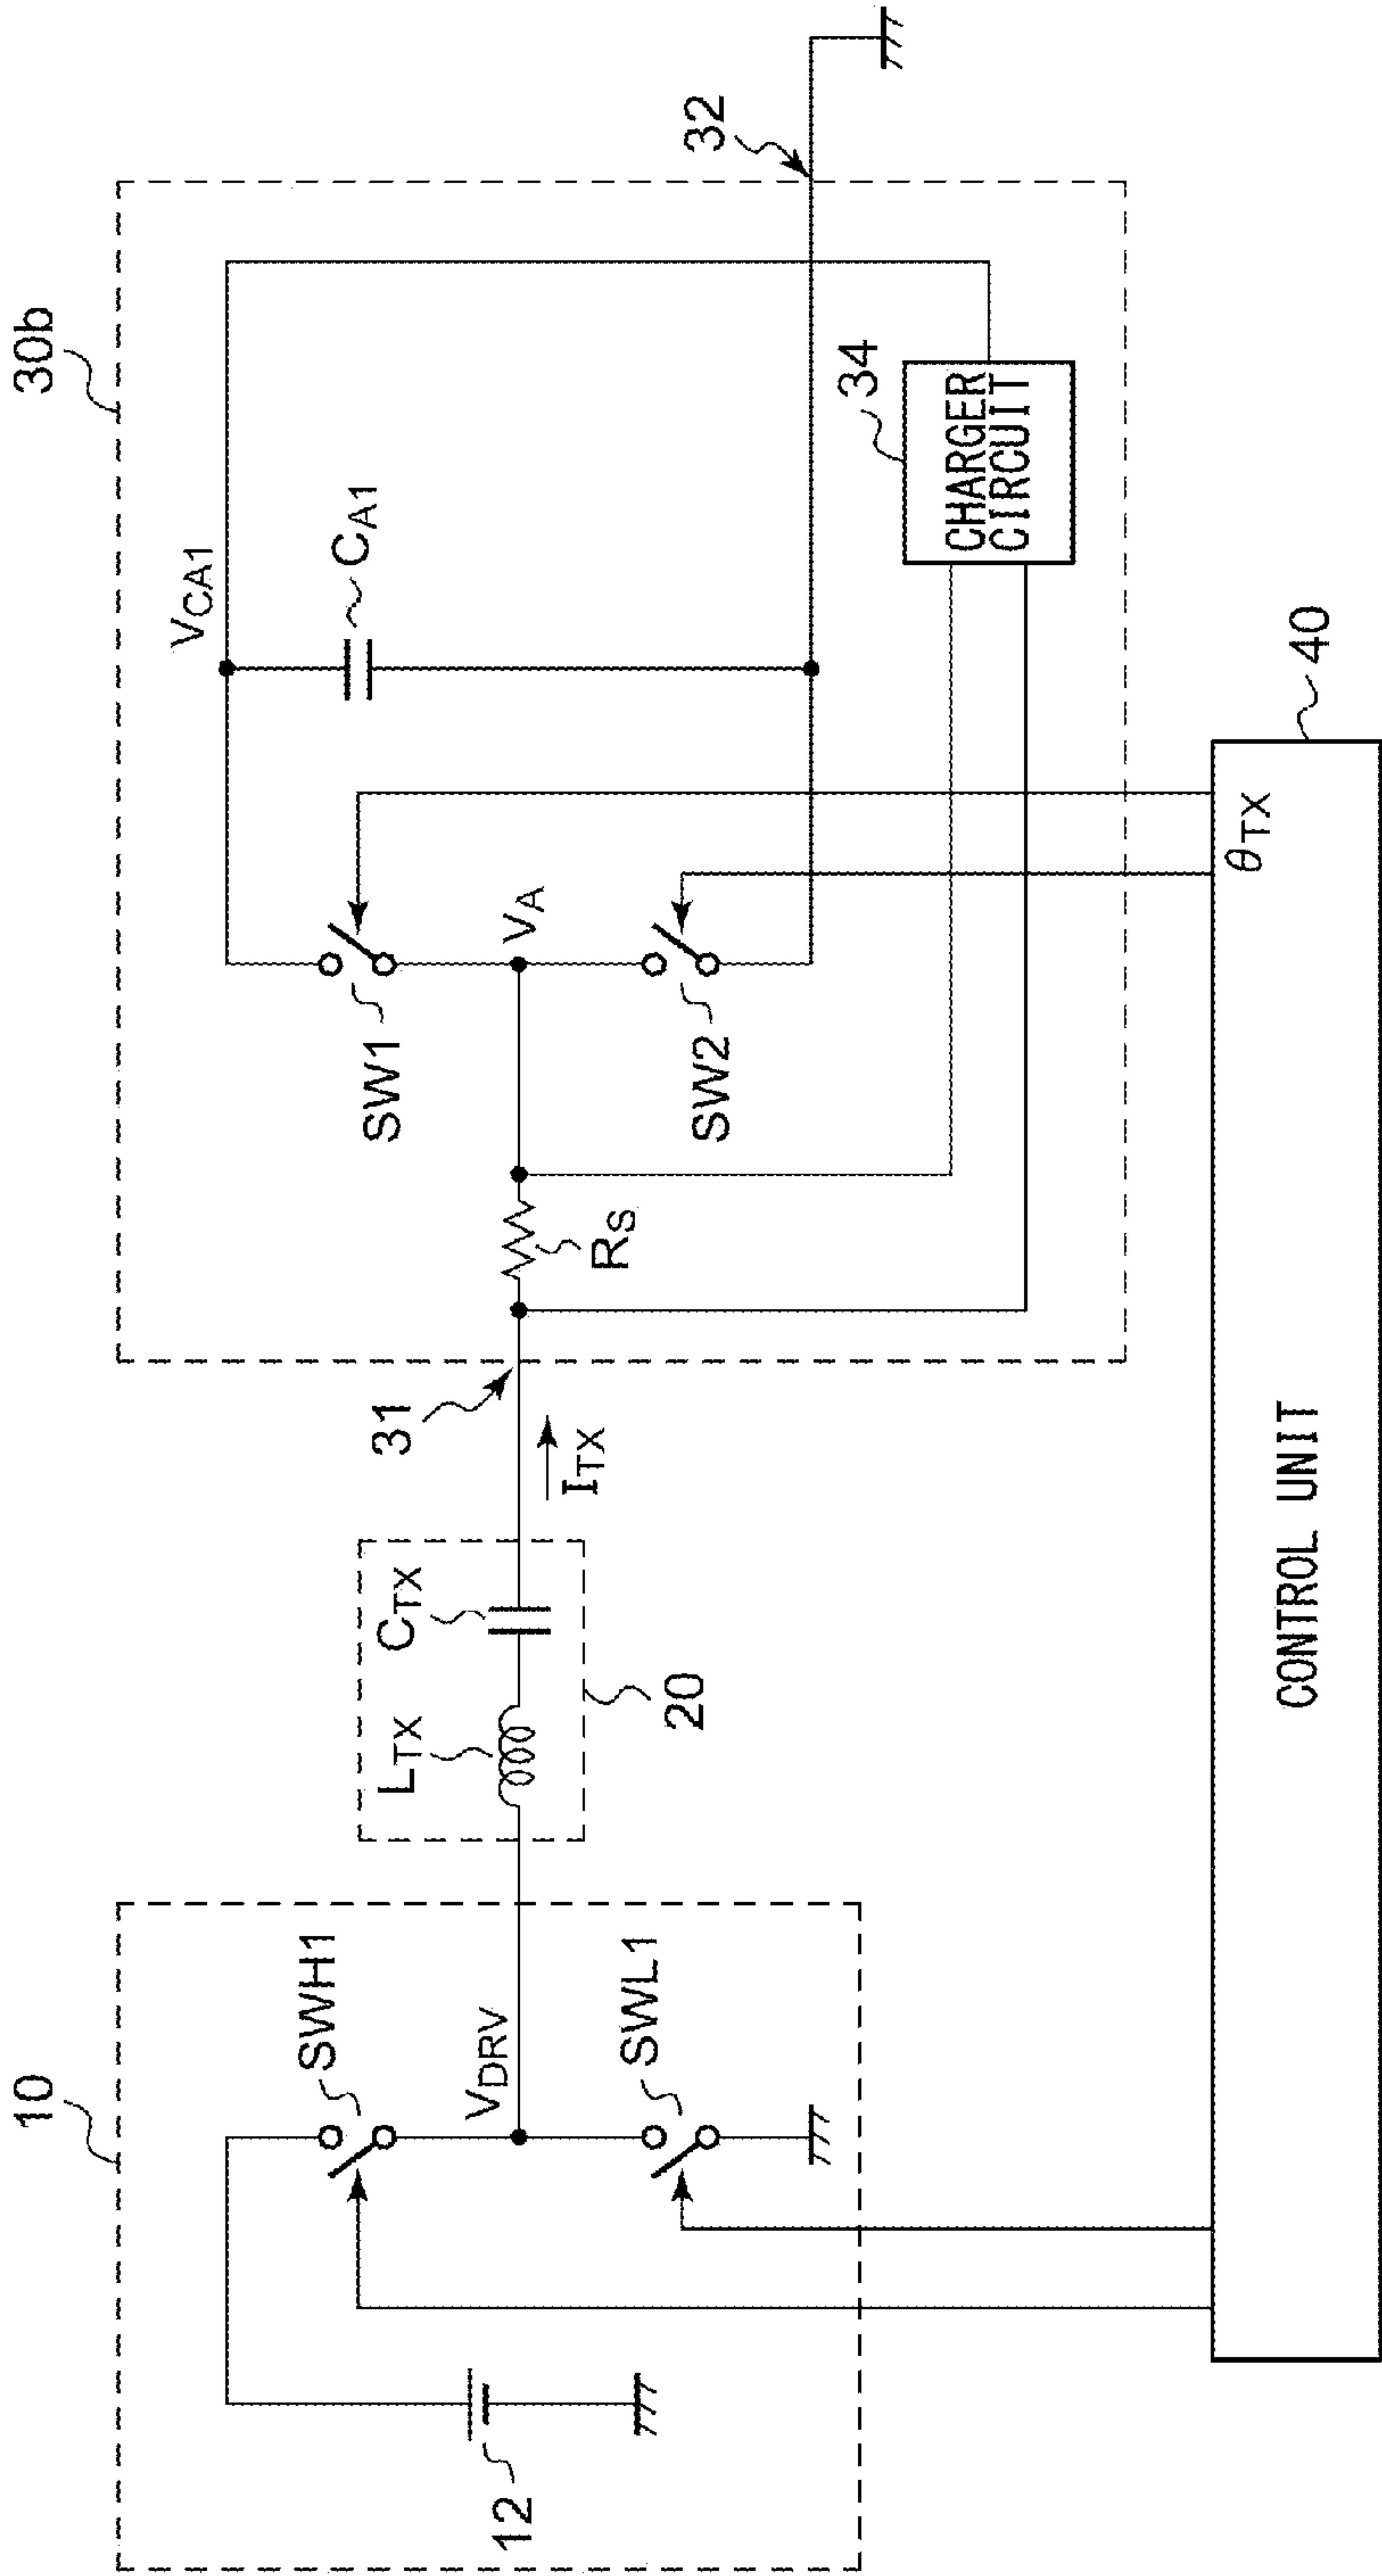 10
30b
12
SWH1
V_DRV
SWL1
L_TX
C_TX
20
I_TX
31
R_S
SW1
V_A
SW2
V_CA1
C_A1
32
34
CHARGER
CIRCUIT
θ_TX
40
CONTROL UNIT